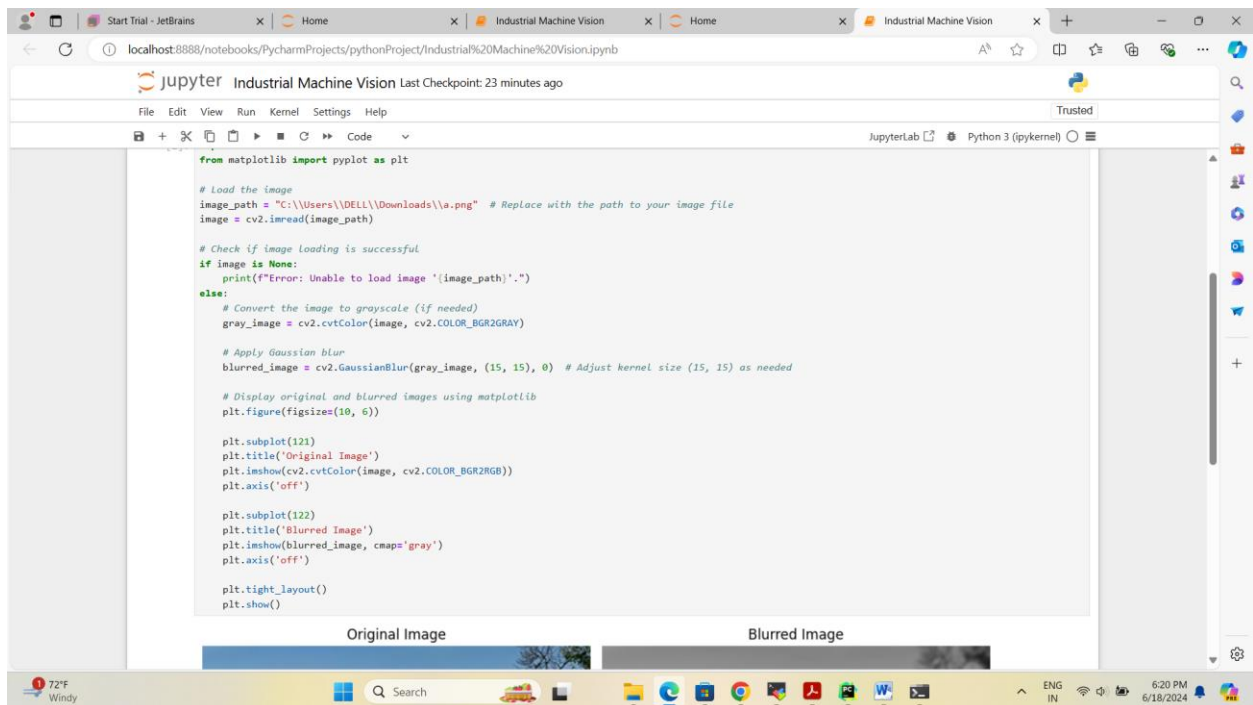 Start Trial - JetBrains
Home
Industrial Machine Vision
Home
Industrial Machine Vision
localhost:8888/notebooks/PycharmProjects/pythonProject/Industrial%20Machine%20Vision.ipynb
jupyter Industrial Machine Vision Last Checkpoint: 23 minutes ago
File Edit View Run Kernel Settings Help
Trusted
Code
JupyterLab Python 3 (ipykernel)
from matplotlib import pyplot as plt
# Load the image
image_path = "C:\\Users\\DELL\\Downloads\\a.png"  # Replace with the path to your image file
image = cv2.imread(image_path)
# Check if image loading is successful
if image is None:
    print(f"Error: Unable to load image '{image_path}'.")
else:
    # Convert the image to grayscale (if needed)
    gray_image = cv2.cvtColor(image, cv2.COLOR_BGR2GRAY)
    # Apply Gaussian blur
    blurred_image = cv2.GaussianBlur(gray_image, (15, 15), 0)  # Adjust kernel size (15, 15) as needed
    # Display original and blurred images using matplotlib
    plt.figure(figsize=(10, 6))
    plt.subplot(121)
    plt.title('Original Image')
    plt.imshow(cv2.cvtColor(image, cv2.COLOR_BGR2RGB))
    plt.axis('off')
    plt.subplot(122)
    plt.title('Blurred Image')
    plt.imshow(blurred_image, cmap='gray')
    plt.axis('off')
    plt.tight_layout()
    plt.show()
Original Image
Blurred Image
1
72°F
Windy
Search
ENG
IN
6:20 PM
6/18/2024